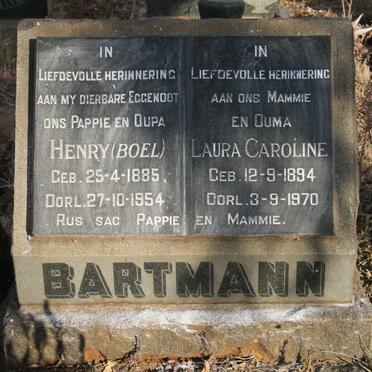 IN
LIEFDEVOLLE HERINNERING
AAN MY DIERBARE EGGENOOT
ONS PAPPIE EN OUPA
HENRY (BOEL)
GEB. 25-4-1885.
OORL. 27-10-1954.
IN
LIEFDEVOLLE HERINNERING
AAN ONS MAMMIE
EN OUMA
LAURA CAROLINE
GEB. 12-9-1894
OORL. 3-9-1970
RUS SAG PAPPIE EN MAMMIE.
BARTMANN